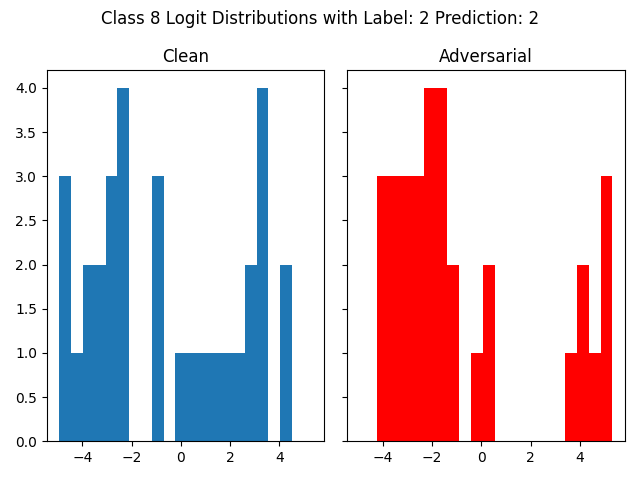 Class 8 Logit Distributions with Label: 2 Prediction: 2
Clean
Adversarial
4.0
3.5
3.0
2.5
2.0
1.5
1.0
0.5
0.0
−4 −2 0 2 4
−4 −2 0 2 4